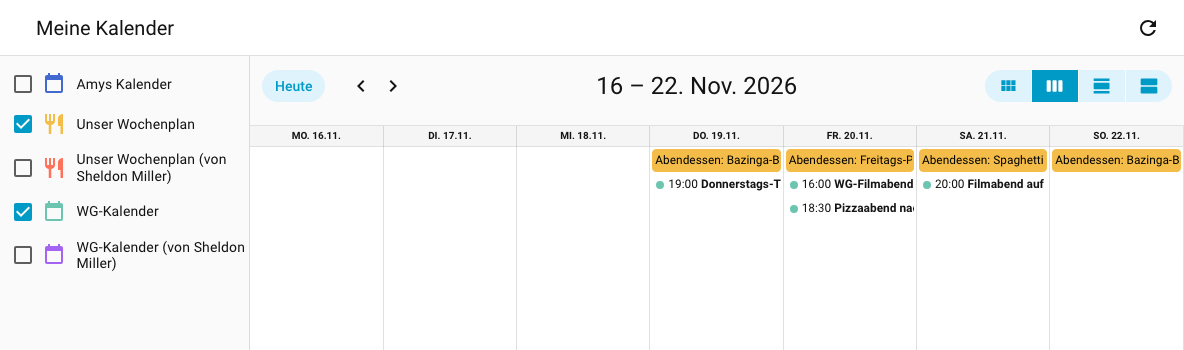 Meine Kalender
Amys Kalender
Unser Wochenplan
Unser Wochenplan (von
Sheldon Miller)
WG-Kalender
WG-Kalender (von Sheldon
Miller)
Heute
16 – 22. Nov. 2026
MO. 16.11.
DI. 17.11.
MI. 18.11.
DO. 19.11.
FR. 20.11.
SA. 21.11.
SO. 22.11.
Abendessen: Bazinga-B
Abendessen: Freitags-P
Abendessen: Spaghetti
Abendessen: Bazinga-B
19:00 Donnerstags-T
16:00 WG-Filmabend
20:00 Filmabend auf
18:30 Pizzaabend na